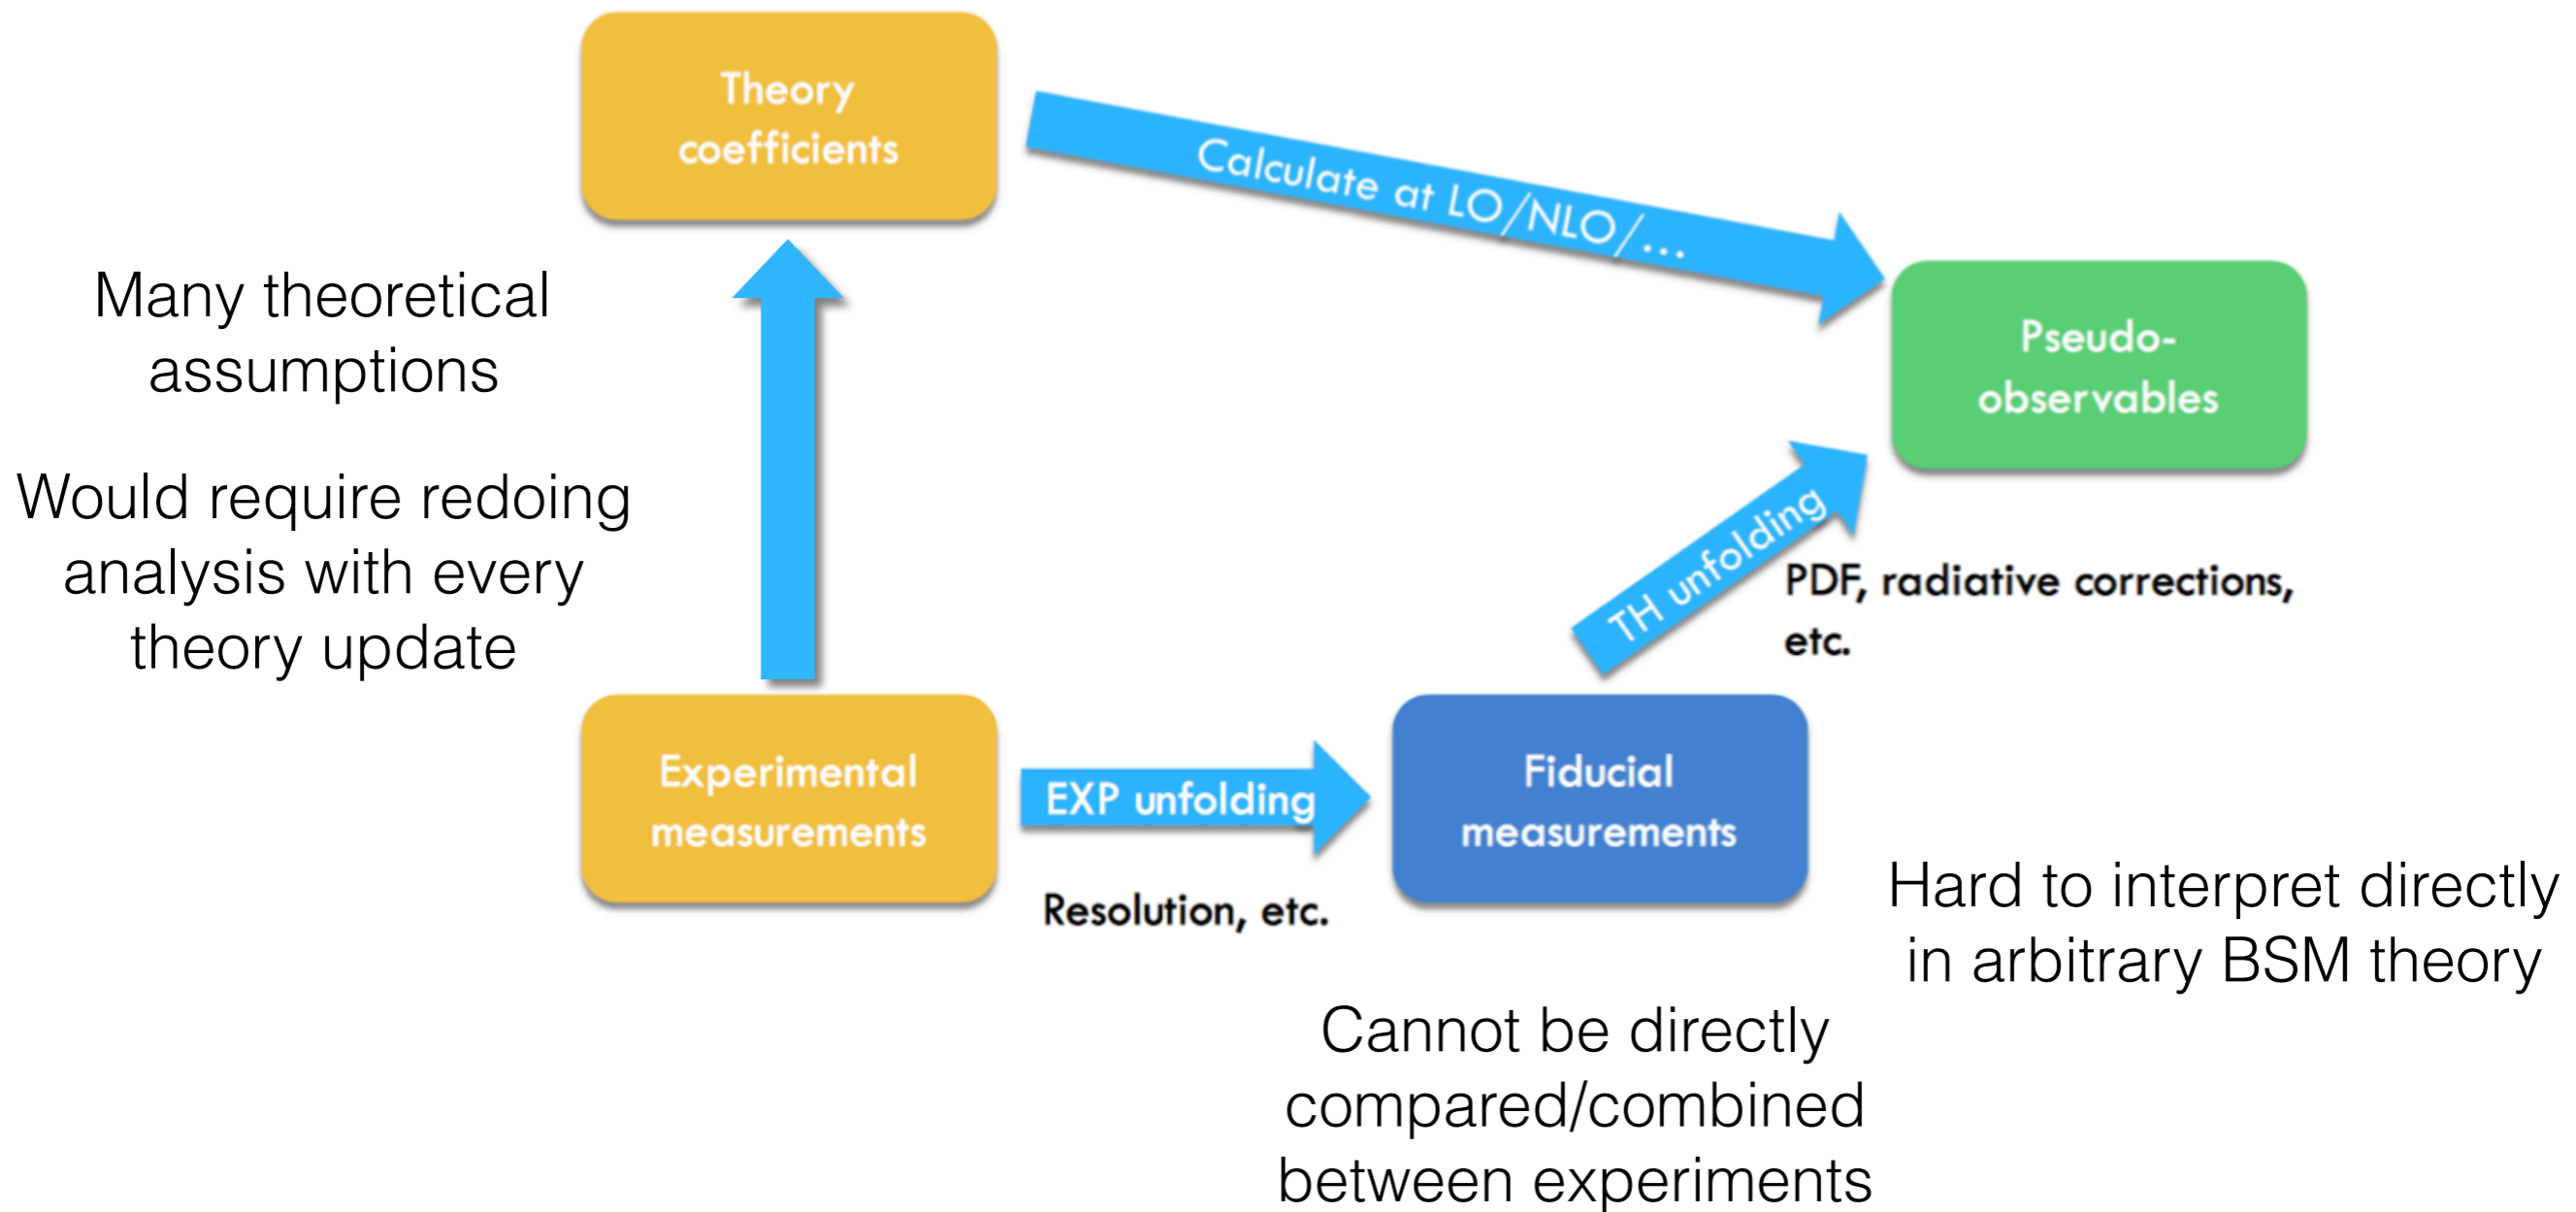 Theory
coefficients
Calculate at LO/NLO/...
Many theoretical
assumptions
Pseudo-
observables
Would require redoing
analysis with every
theory update
TH unfolding
PDF, radiative corrections,
etc.
Experimental
measurements
EXP unfolding
Resolution, etc.
Fiducial
measurements
Hard to interpret directly
in arbitrary BSM theory
Cannot be directly
compared/combined
between experiments